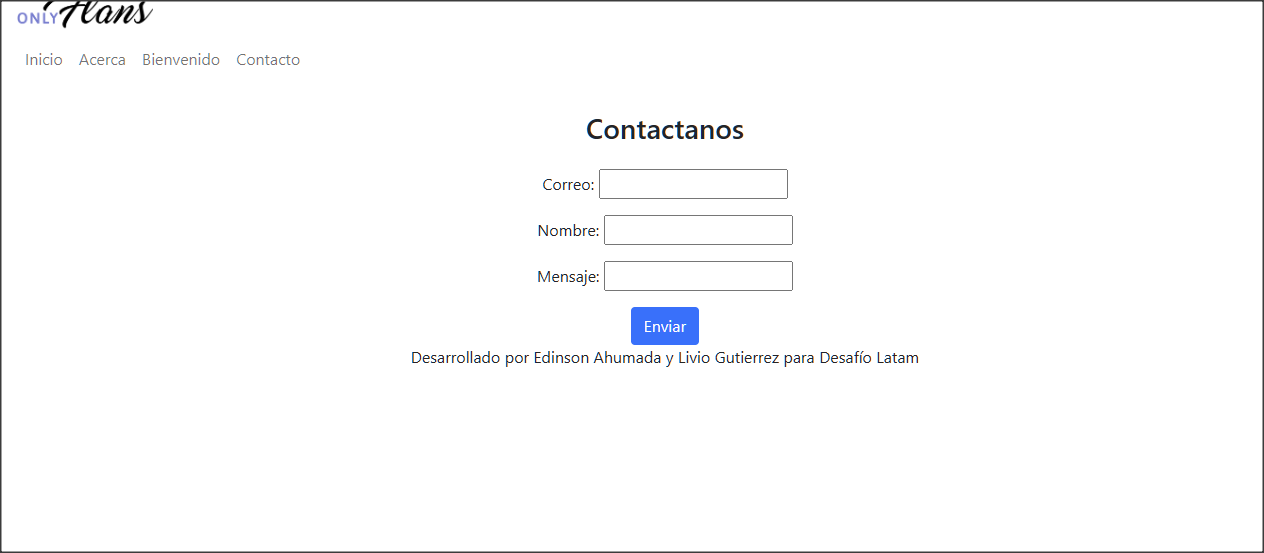 ONLY Flans
Inicio Acerca Bienvenido Contacto
Contactanos
Correo:
Nombre:
Mensaje:
Enviar
Desarrollado por Edinson Ahumada y Livio Gutierrez para Desafío Latam